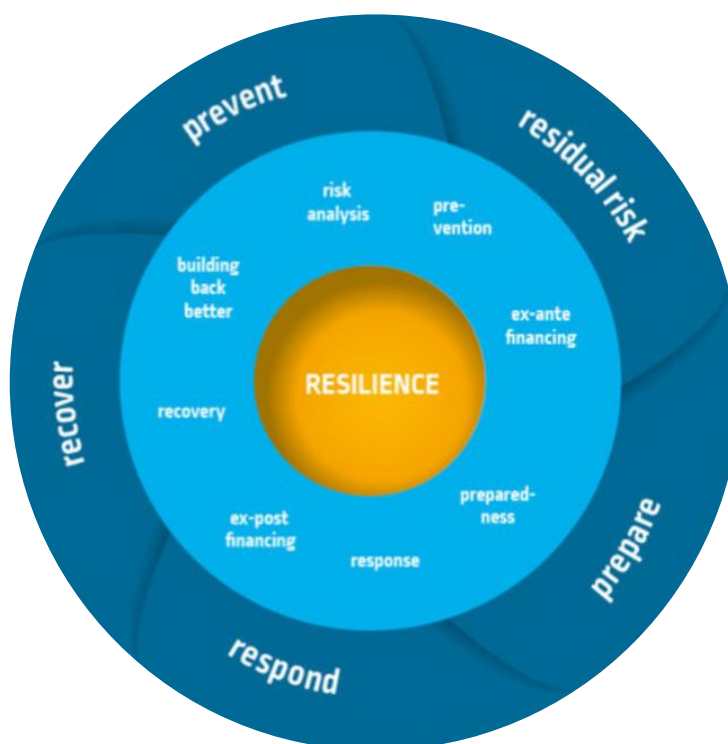 prevent
residual risk
prepare
respond
recover
risk
analysis
pre-
vention
ex-ante
financing
prepared-
ness
response
ex-post
financing
recovery
building
back
better
RESILIENCE